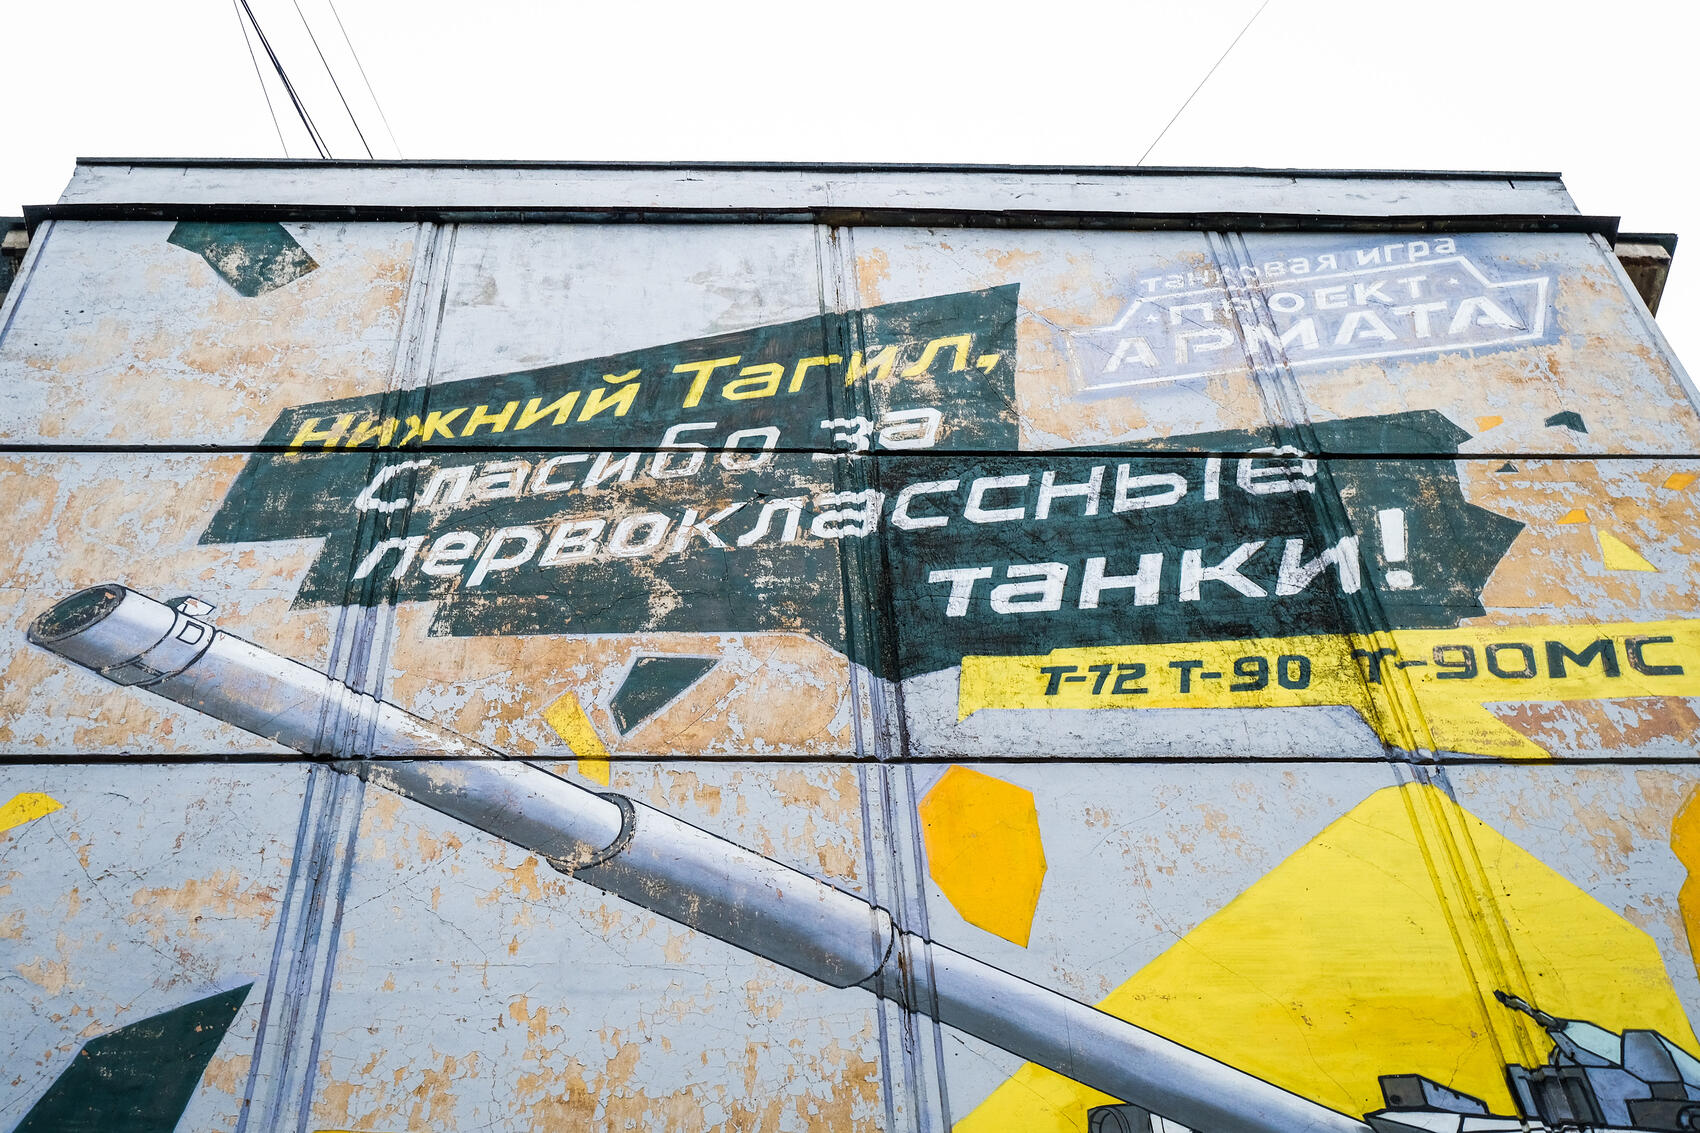 танковая игра
ПРОЕКТ
АРМАТА
Нижний Тагил,
Спасибо за
первоклассные
танки!
Т-72 Т-90 Т-90МС